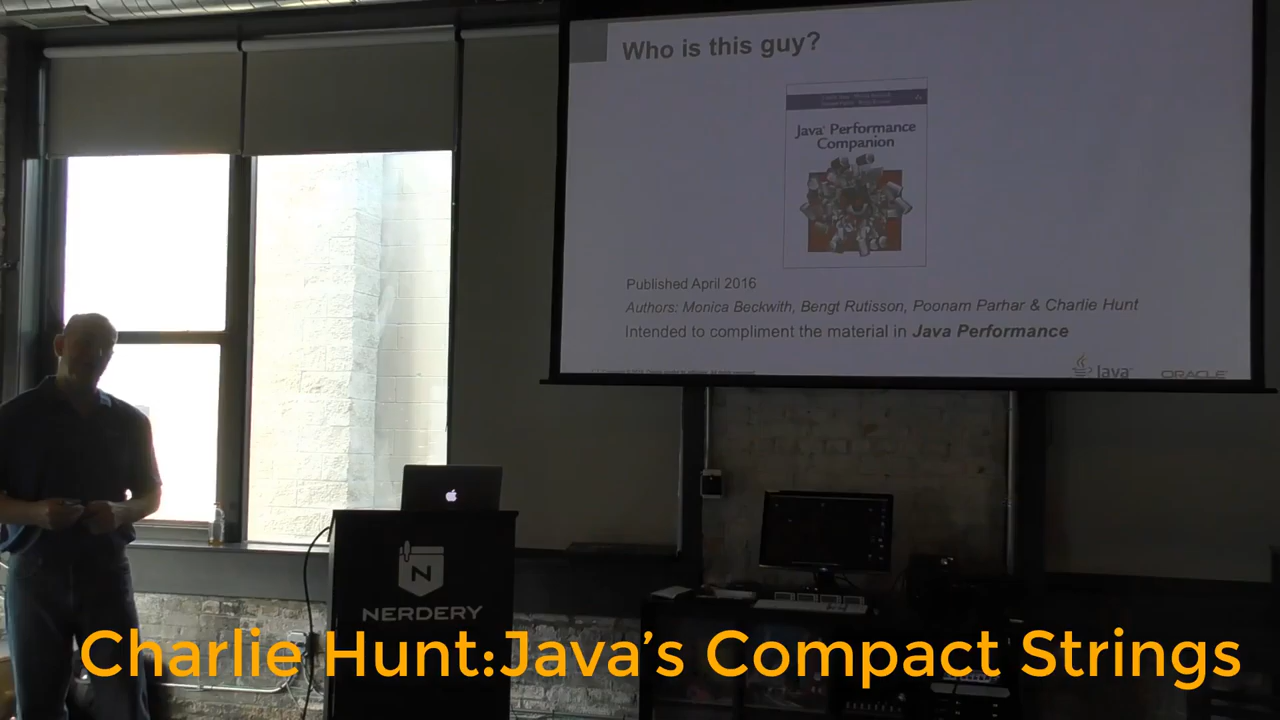 Who is this guy?
Java Performance
Companion
Published April 2016
Authors: Monica Beckwith, Bengt Rutisson, Poonam Parhar & Charlie Hunt
Intended to compliment the material in Java Performance
Java
ORACLE
N
NERDERY
Charlie Hunt:Java’s Compact Strings